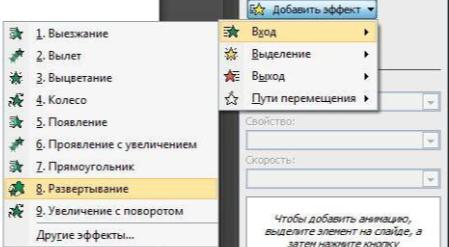 Добавить эффект
Вход
Выделение
Выход
Пути перемещения
1. Выезжание
2. Вылет
3. Выцветание
4. Колесо
5. Появление
6. Проявление с увеличением
7. Прямоугольник
8. Развертывание
9. Увеличение с поворотом
Другие эффекты...
Свойство:
Скорость:
Чтобы добавить анимацию,
выделите элемент на слайде, а
затем нажмите кнопку